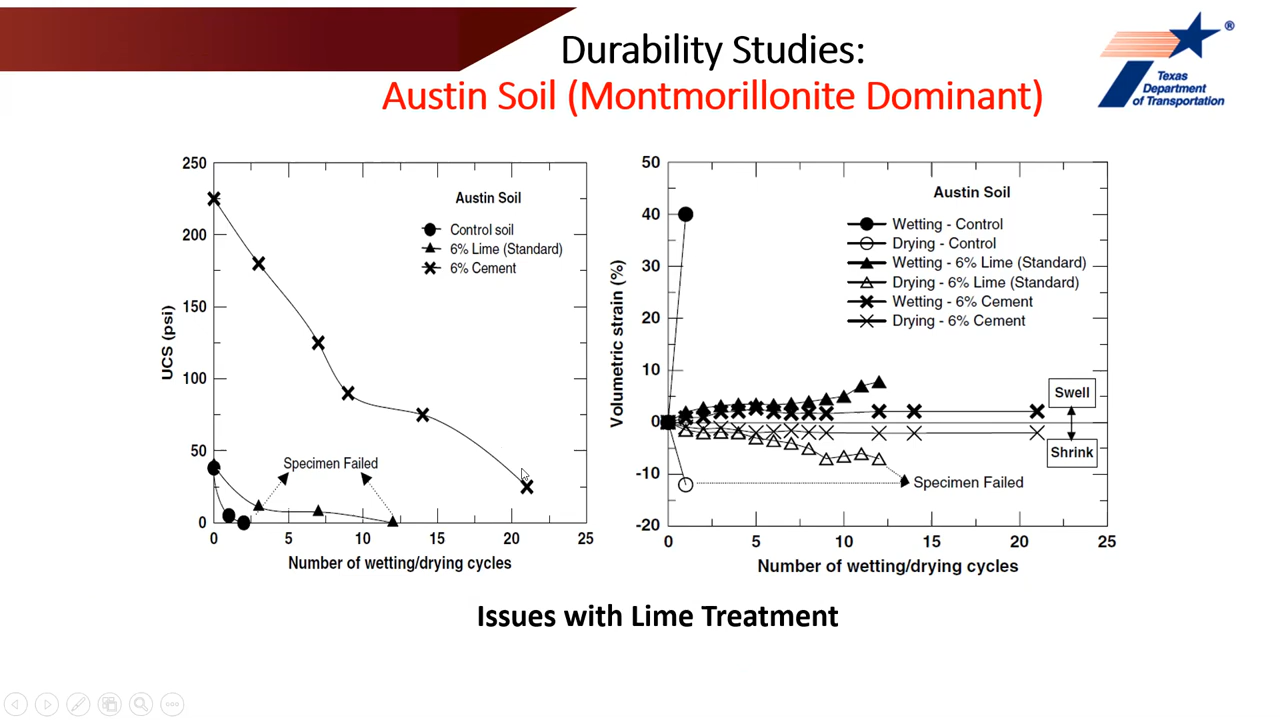 Durability Studies:
Austin Soil (Montmorillonite Dominant)
®
Texas
Department
of Transportation
250
200
150
100
50
0
UCS (psi)
Austin Soil
Control soil
6% Lime (Standard)
6% Cement
Specimen Failed
0 5 10 15 20 25
Number of wetting/drying cycles
50
40
30
20
10
0
-10
-20
Volumetric strain (%)
Austin Soil
Wetting - Control
Drying - Control
Wetting - 6% Lime (Standard)
Drying - 6% Lime (Standard)
Wetting - 6% Cement
Drying - 6% Cement
Swell
Shrink
Specimen Failed
0 5 10 15 20 25
Number of wetting/drying cycles
Issues with Lime Treatment